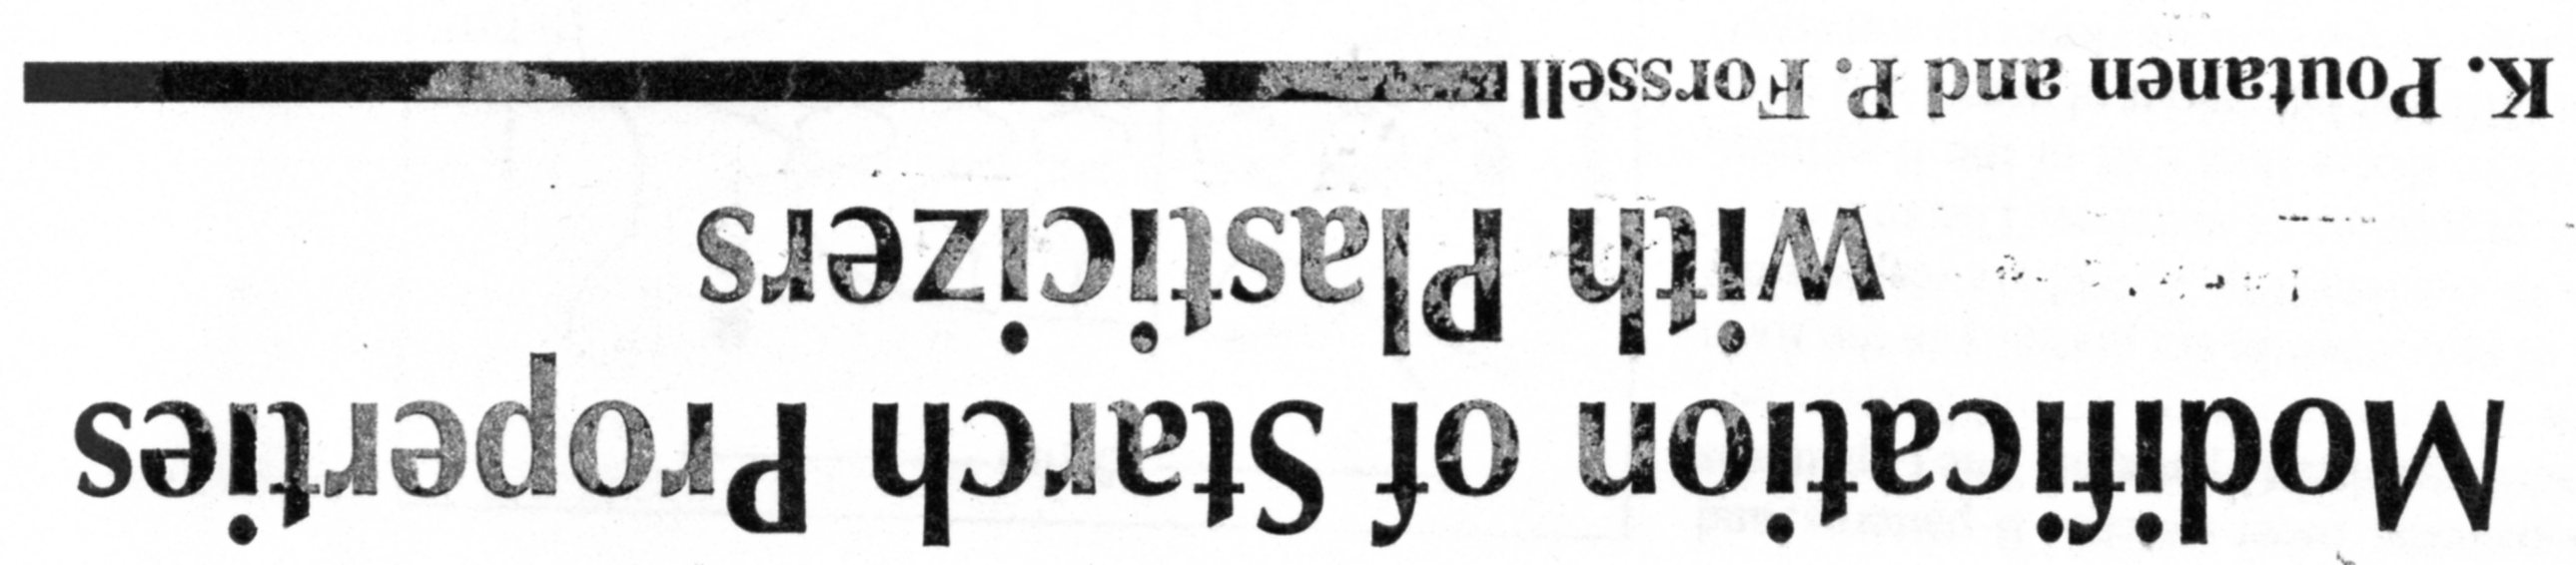 Modification of Starch Properties
with Plasticizers
K. Poutanen and P. Forssell